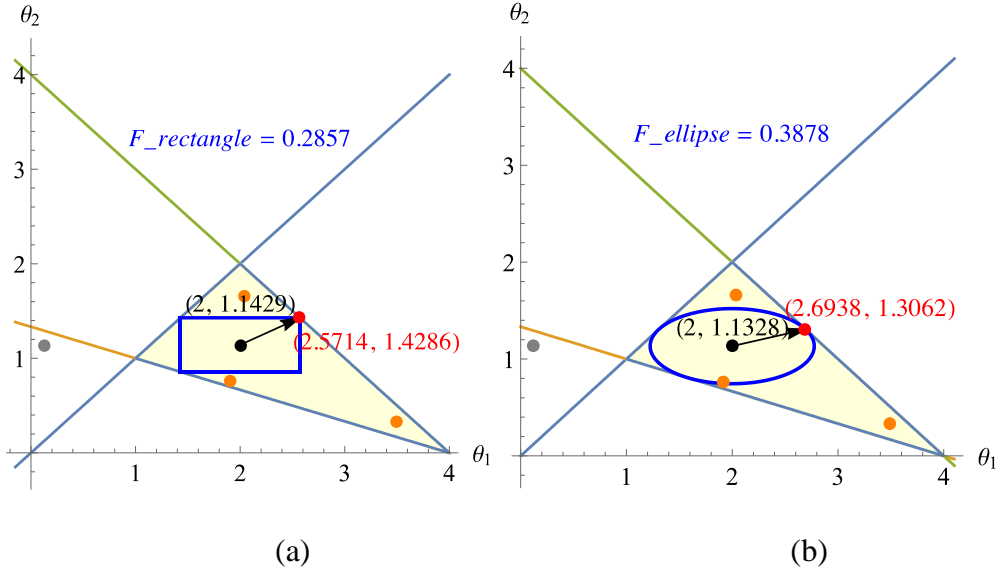 θ2
4
3
2
1
F_rectangle = 0.2857
(2, 1.1429)
(2.5714, 1.4286)
1
2
3
4
θ1
(a)
θ2
4
3
2
1
F_ellipse = 0.3878
(2.6938, 1.3062)
(2, 1.1328)
1
2
3
4
θ1
(b)